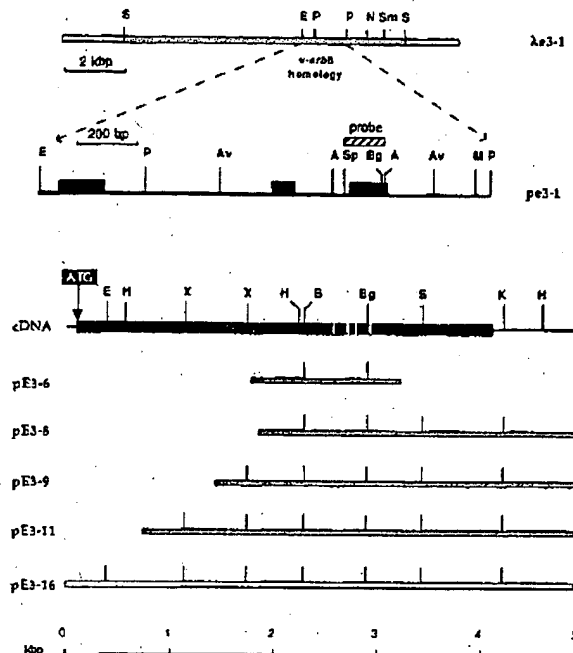 S E P P N Sm S
λe3-1
2 kbp
v-erbB
homology
200 bp
probe
E P Av A Sp Bg A Av M P
pe3-1
ATG
E H X X H B Bg S K H
cDNA
pE3-6
pE3-8
pE3-9
pE3-11
pE3-16
0 1 2 3 4 5
kbp